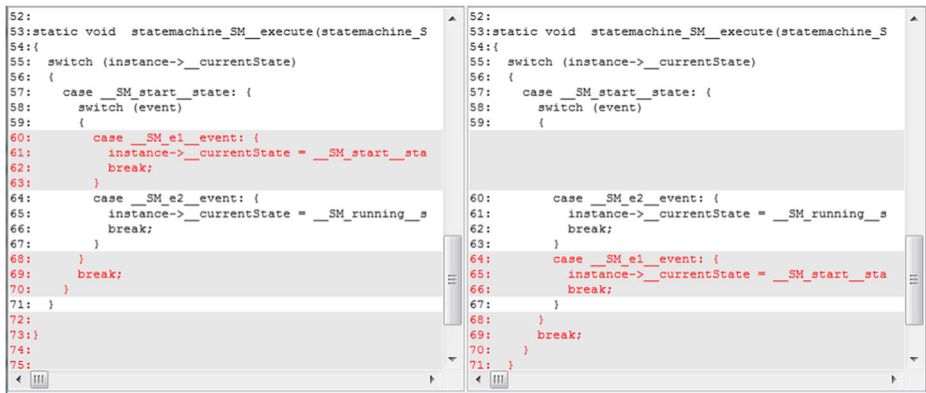 52:
53:static void  statemachine_SM__execute(statemachine_S
54:{
55:  switch (instance->__currentState)
56:  {
57:    case __SM_start__state: {
58:      switch (event)
59:      {
60:        case __SM_e1__event: {
61:          instance->__currentState = __SM_start__sta
62:          break;
63:        }
64:        case __SM_e2__event: {
65:          instance->__currentState = __SM_running__s
66:          break;
67:        }
68:      }
69:      break;
70:    }
71:  }
72:
73:}
74:
75:
52:
53:static void  statemachine_SM__execute(statemachine_S
54:{
55:  switch (instance->__currentState)
56:  {
57:    case __SM_start__state: {
58:      switch (event)
59:      {
60:        case __SM_e2__event: {
61:          instance->__currentState = __SM_running__s
62:          break;
63:        }
64:        case __SM_e1__event: {
65:          instance->__currentState = __SM_start__sta
66:          break;
67:        }
68:      }
69:      break;
70:    }
71:  }